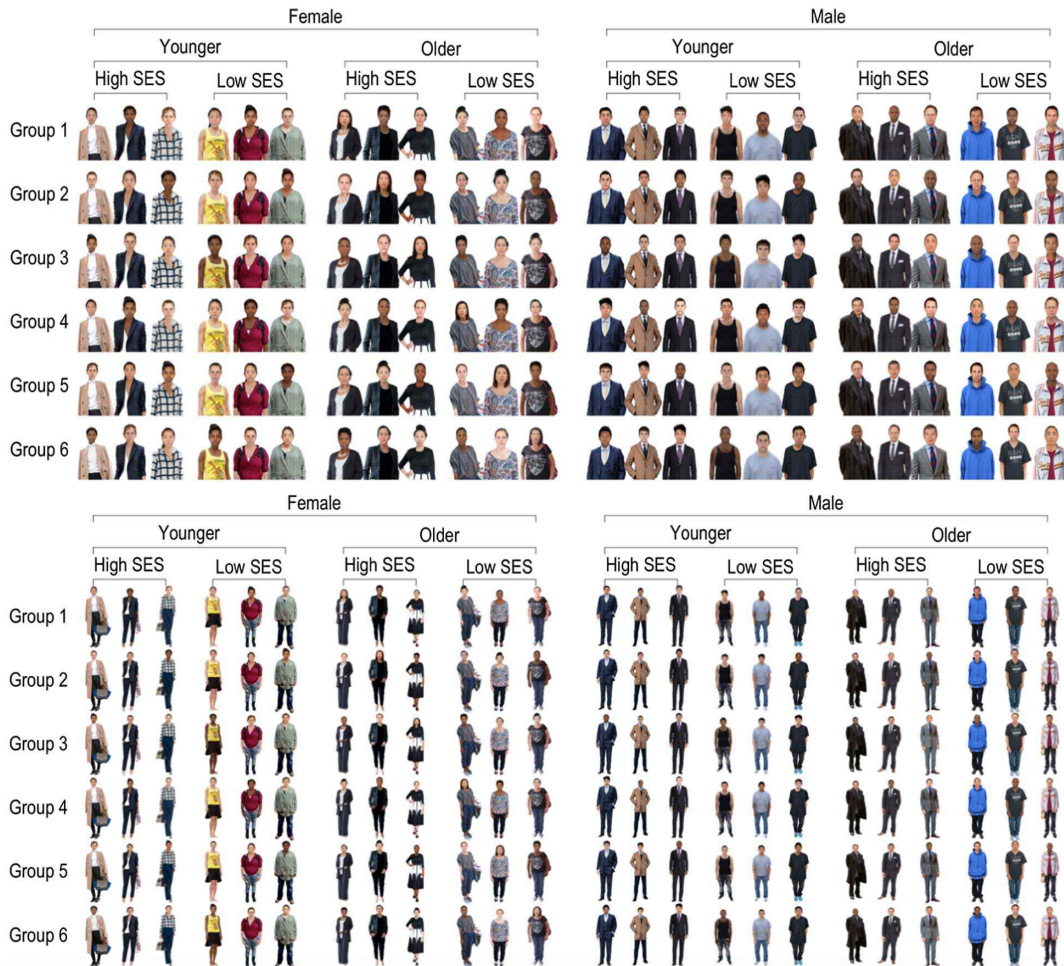 Female Male
Younger Older Younger Older
High SES Low SES High SES Low SES High SES Low SES High SES Low SES
Group 1
Group 2
Group 3
Group 4
Group 5
Group 6
Female Male
Younger Older Younger Older
High SES Low SES High SES Low SES High SES Low SES High SES Low SES
Group 1
Group 2
Group 3
Group 4
Group 5
Group 6